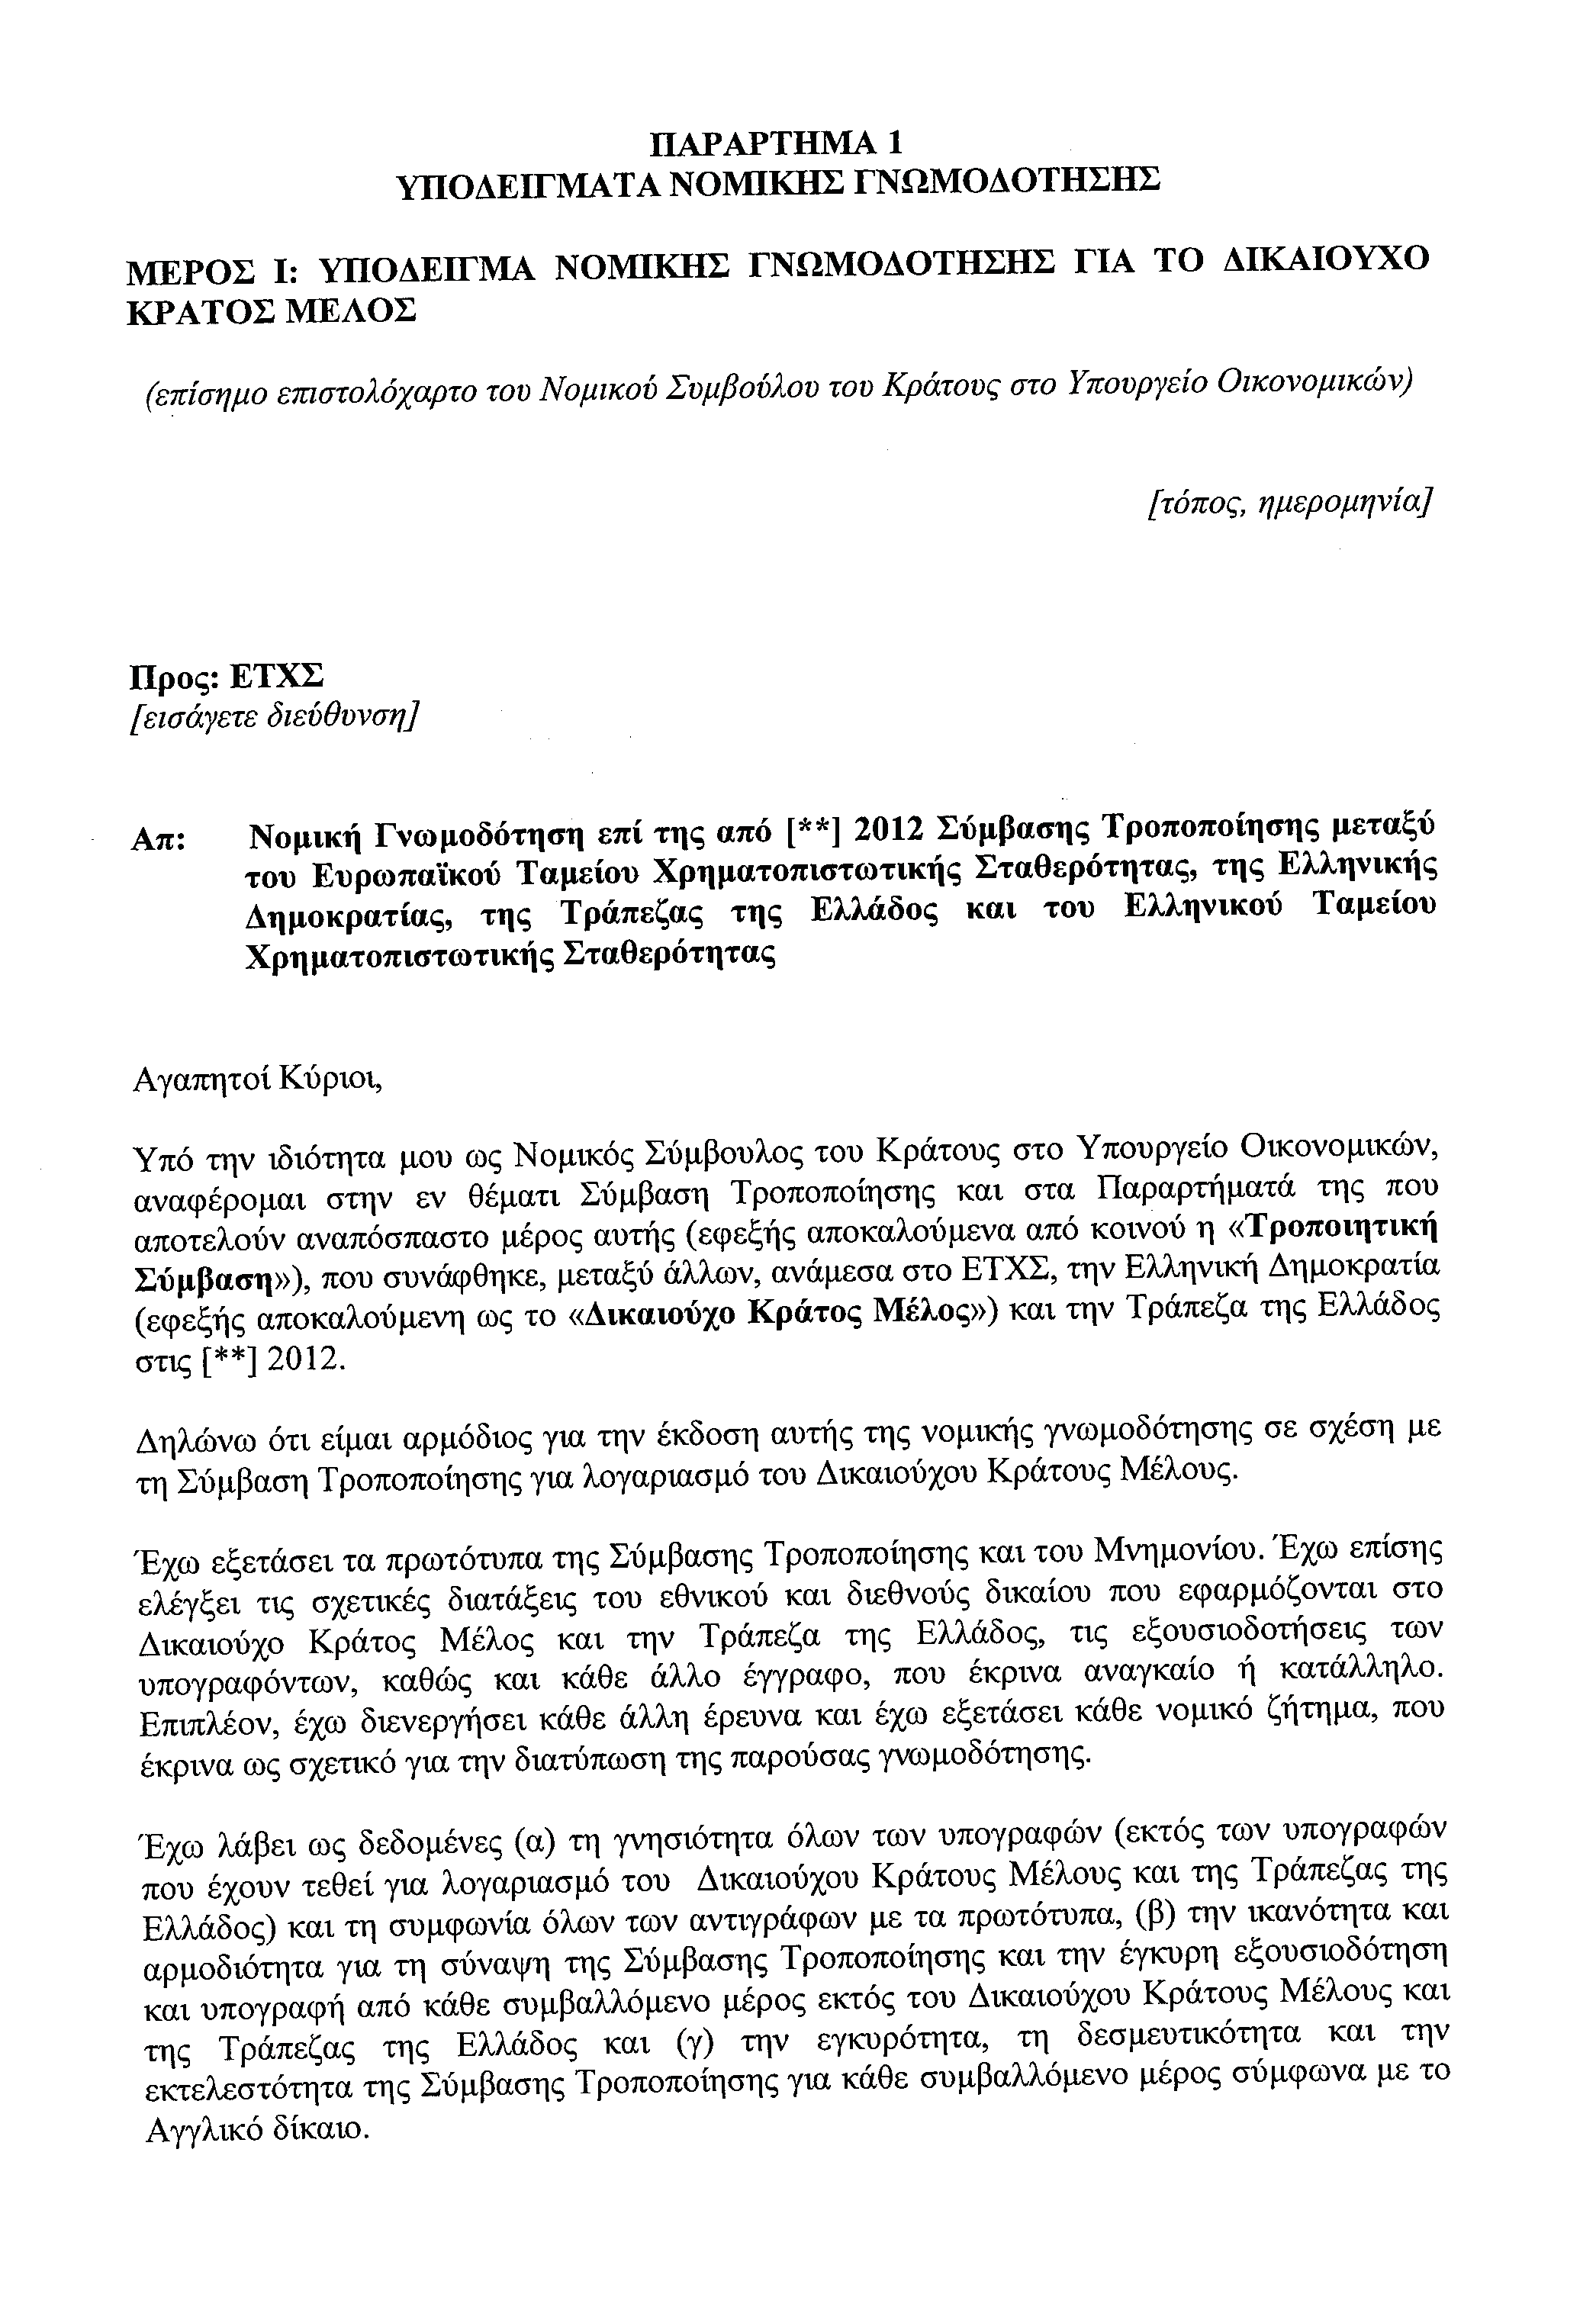 ΠΑΡΑΡΤΗΜΑ 1
ΥΠΟΔΕΙΓΜΑΤΑ ΝΟΜΙΚΗΣ ΓΝΩΜΟΔΟΤΗΣΗΣ
ΜΕΡΟΣ Ι: ΥΠΟΔΕΙΓΜΑ ΝΟΜΙΚΗΣ ΓΝΩΜΟΔΟΤΗΣΗΣ ΓΙΑ ΤΟ ΔΙΚΑΙΟΥΧΟ
ΚΡΑΤΟΣ ΜΕΛΟΣ
(επίσημο επιστολόχαρτο του Νομικού Συμβούλου του Κράτους στο Υπουργείο Οικονομικών)
[τόπος, ημερομηνία]
Προς: ΕΤΧΣ
[εισάγετε διεύθυνση]
Απ: Νομική Γνωμοδότηση επί της από [**] 2012 Σύμβασης Τροποποίησης μεταξύ
του Ευρωπαϊκού Ταμείου Χρηματοπιστωτικής Σταθερότητας, της Ελληνικής
Δημοκρατίας, της Τράπεζας της Ελλάδος και του Ελληνικού Ταμείου
Χρηματοπιστωτικής Σταθερότητας
Αγαπητοί Κύριοι,
Υπό την ιδιότητα μου ως Νομικός Σύμβουλος του Κράτους στο Υπουργείο Οικονομικών,
αναφέρομαι στην εν θέματι Σύμβαση Τροποποίησης και στα Παραρτήματά της που
αποτελούν αναπόσπαστο μέρος αυτής (εφεξής αποκαλούμενα από κοινού η «Τροποιητική
Σύμβαση»), που συνάφθηκε, μεταξύ άλλων, ανάμεσα στο ΕΤΧΣ, την Ελληνική Δημοκρατία
(εφεξής αποκαλούμενη ως το «Δικαιούχο Κράτος Μέλος») και την Τράπεζα της Ελλάδος
στις [**] 2012.
Δηλώνω ότι είμαι αρμόδιος για την έκδοση αυτής της νομικής γνωμοδότησης σε σχέση με
τη Σύμβαση Τροποποίησης για λογαριασμό του Δικαιούχου Κράτους Μέλους.
Έχω εξετάσει τα πρωτότυπα της Σύμβασης Τροποποίησης και του Μνημονίου. Έχω επίσης
ελέγξει τις σχετικές διατάξεις του εθνικού και διεθνούς δικαίου που εφαρμόζονται στο
Δικαιούχο Κράτος Μέλος και την Τράπεζα της Ελλάδος, τις εξουσιοδοτήσεις των
υπογραφόντων, καθώς και κάθε άλλο έγγραφο, που έκρινα αναγκαίο ή κατάλληλο.
Επιπλέον, έχω διενεργήσει κάθε άλλη έρευνα και έχω εξετάσει κάθε νομικό ζήτημα, που
έκρινα ως σχετικό για την διατύπωση της παρούσας γνωμοδότησης.
Έχω λάβει ως δεδομένες (α) τη γνησιότητα όλων των υπογραφών (εκτός των υπογραφών
που έχουν τεθεί για λογαριασμό του Δικαιούχου Κράτους Μέλους και της Τράπεζας της
Ελλάδος) και τη συμφωνία όλων των αντιγράφων με τα πρωτότυπα, (β) την ικανότητα και
αρμοδιότητα για τη σύναψη της Σύμβασης Τροποποίησης και την έγκυρη εξουσιοδότηση
και υπογραφή από κάθε συμβαλλόμενο μέρος εκτός του Δικαιούχου Κράτους Μέλους και
της Τράπεζας της Ελλάδος και (γ) την εγκυρότητα, τη δεσμευτικότητα και την
εκτελεστότητα της Σύμβασης Τροποποίησης για κάθε συμβαλλόμενο μέρος σύμφωνα με το
Αγγλικό δίκαιο.